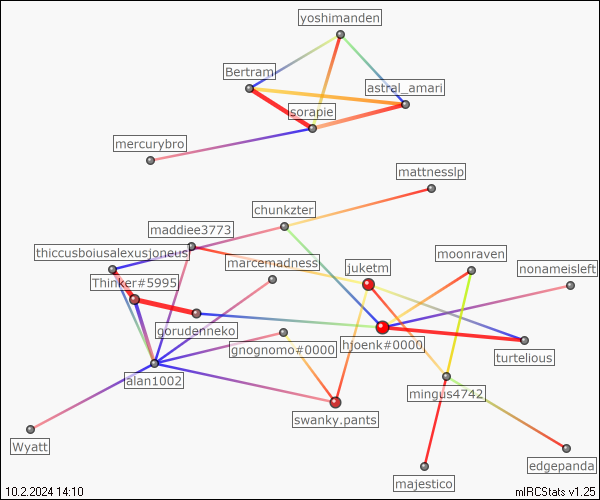 yoshimanden
Bertram
astral_amari
sorapie
mercurybro
mattnesslp
chunkzter
maddiee3773
thiccusboiusalexusjoneus
moonraven
marcemadness
juketm
nonameisleft
Thinker#5995
gorudenneko
hjoenk#0000
gnognomo#0000
turtelious
alan1002
mingus4742
swanky.pants
Wyatt
edgepanda
majestico
10.2.2024 14:10
mIRCStats v1.25